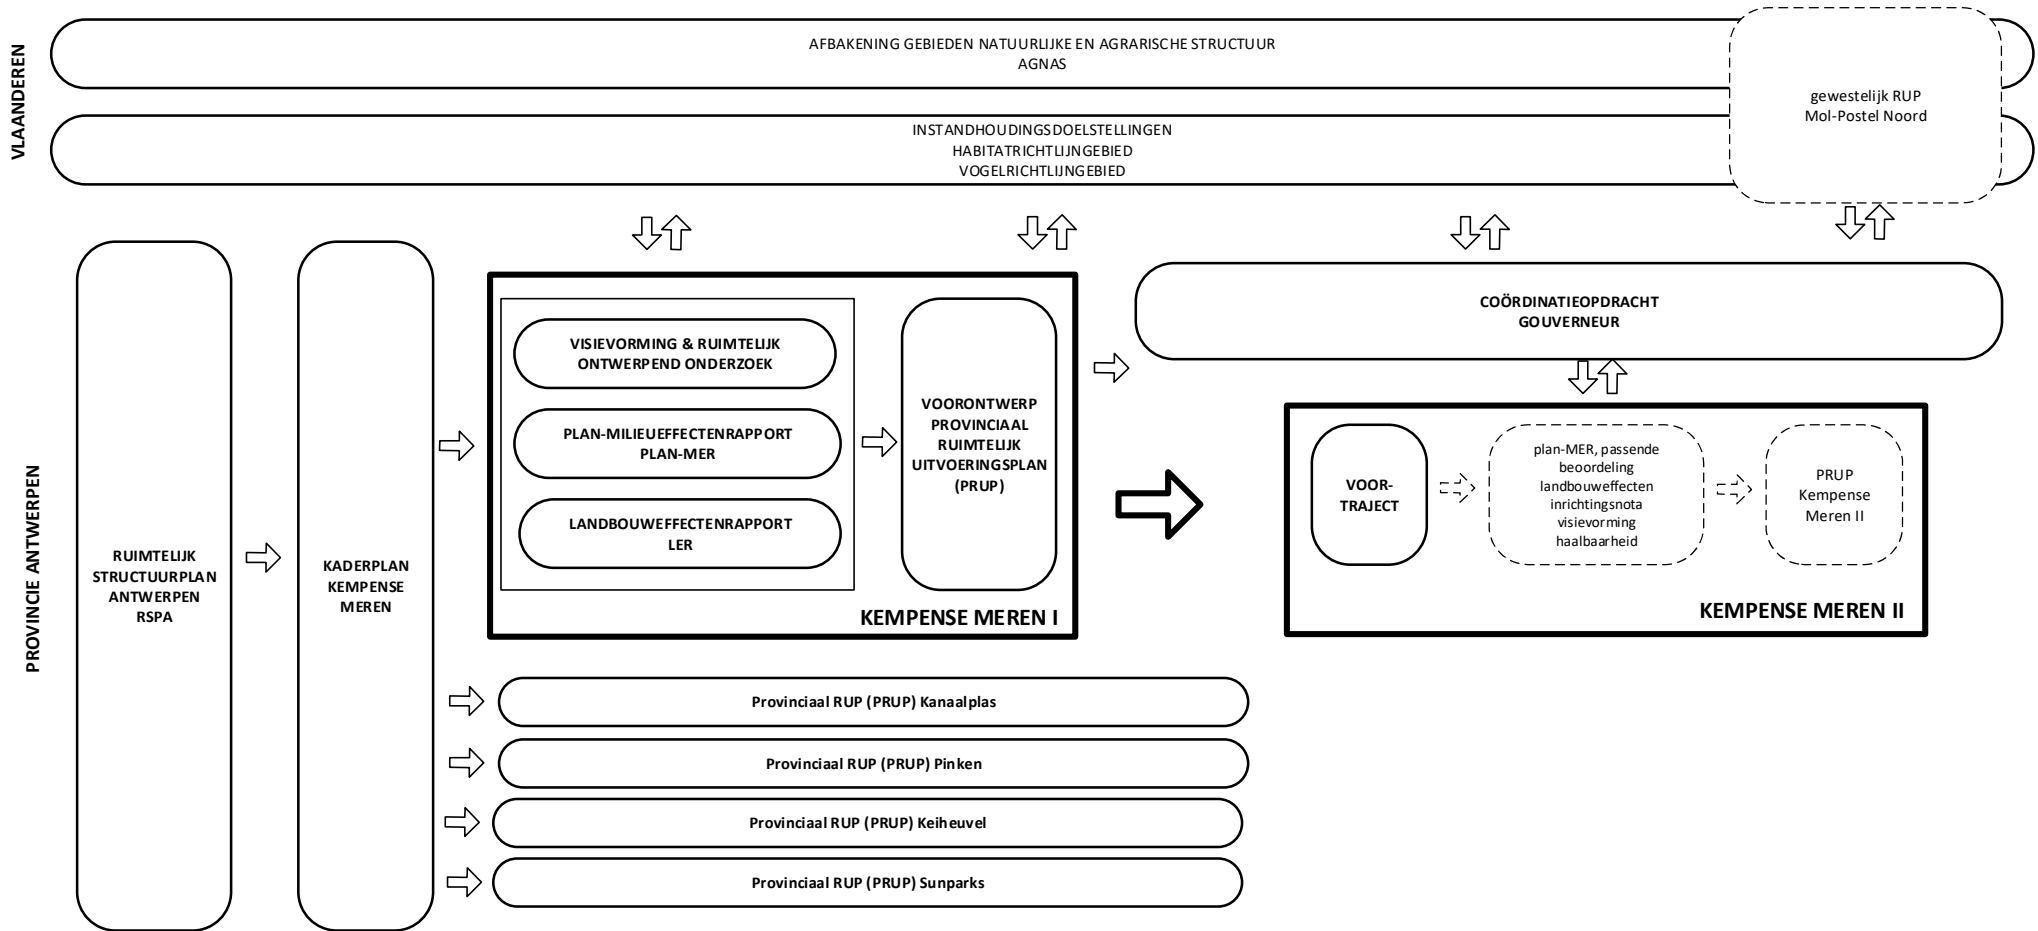 VLAANDEREN
AFBAKENING GEBIEDEN NATUURLIJKE EN AGRARISCHE STRUCTUUR
AGNAS
INSTANDHOUDINGSDOELSTELLINGEN
HABITATRICHTLIJNGEBIED
VOGELRICHTLIJNGEBIED
gewestelijk RUP
Mol-Postel Noord
PROVINCIE ANTWERPEN
RUIMTELIJK
STRUCTUURPLAN
ANTWERPEN
RSPA
KADERPLAN
KEMPENSE
MEREN
VISIEVORMING & RUIMTELIJK
ONTWERPEND ONDERZOEK
PLAN-MILIEUEFFECTENRAPPORT
PLAN-MER
LANDBOUWEFFECTENRAPPORT
LER
VOORONTWERP
PROVINCIAAL
RUIMTELIJK
UITVOERINGSPLAN
(PRUP)
KEMPENSE MEREN I
COÖRDINATIEOPDRACHT
GOUVERNEUR
VOOR-
TRAJECT
plan-MER, passende
beoordeling
landbouweffecten
inrichtingsnota
visievorming
haalbaarheid
PRUP
Kempense
Meren II
KEMPENSE MEREN II
Provinciaal RUP (PRUP) Kanaalplas
Provinciaal RUP (PRUP) Pinken
Provinciaal RUP (PRUP) Keiheuvel
Provinciaal RUP (PRUP) Sunparks